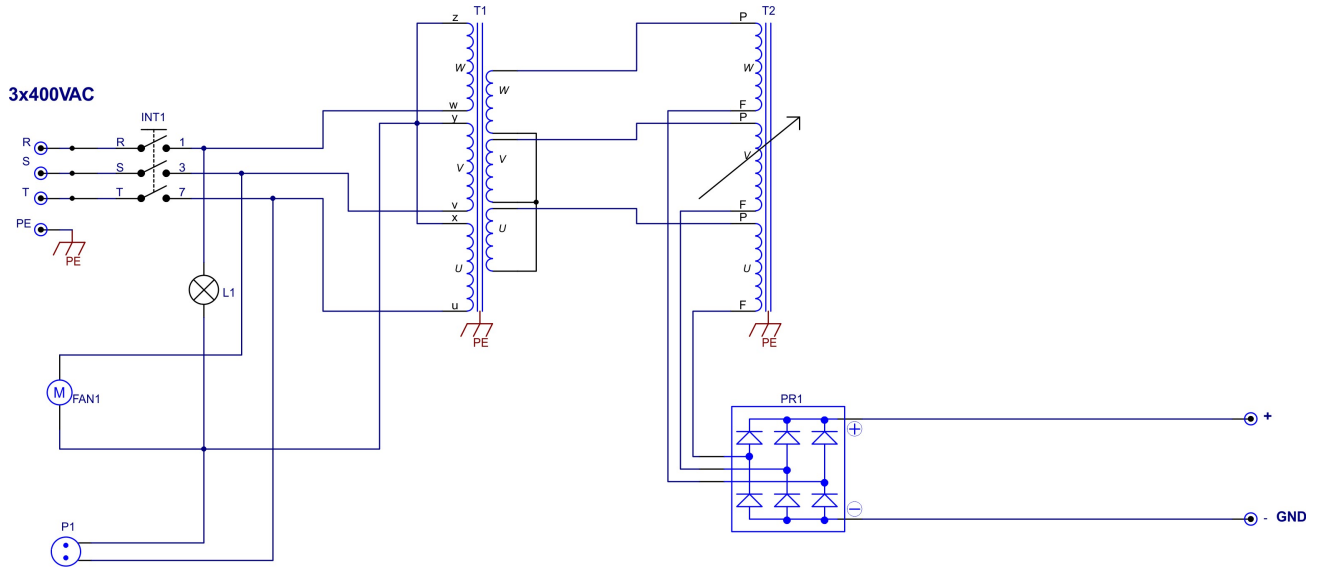 T1
T2
z
P
W
W
W
3x400VAC
w
F
y
P
INT1
R
R
1
S
S
3
V
V
V
T
T
7
v
F
x
P
PE
U
PE
U
U
L1
u
F
PE
PE
M
FAN1
PR1
+
+
-
- GND
P1